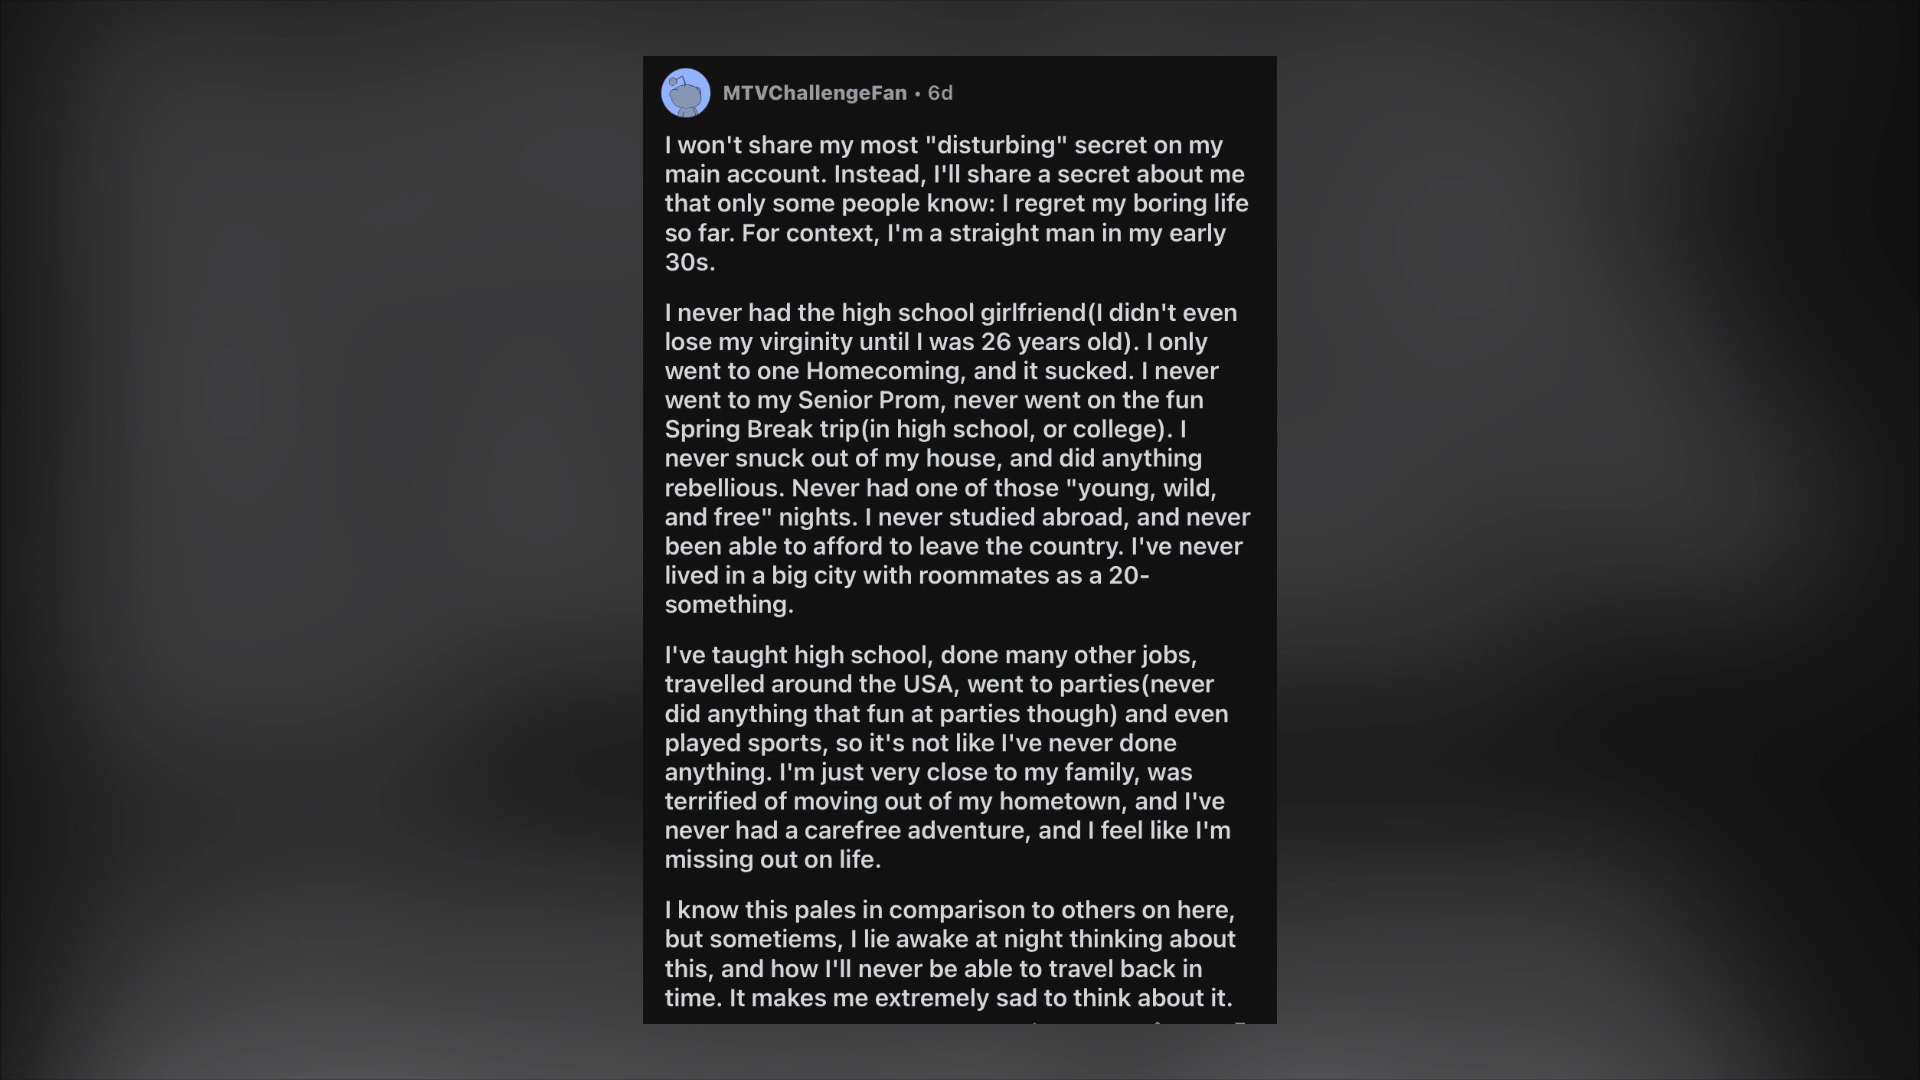 MTVChallengeFan • 6d
I won't share my most "disturbing" secret on my
main account. Instead, I'll share a secret about me
that only some people know: I regret my boring life
so far. For context, I'm a straight man in my early
30s.
I never had the high school girlfriend(I didn't even
lose my virginity until I was 26 years old). I only
went to one Homecoming, and it sucked. I never
went to my Senior Prom, never went on the fun
Spring Break trip(in high school, or college). I
never snuck out of my house, and did anything
rebellious. Never had one of those "young, wild,
and free" nights. I never studied abroad, and never
been able to afford to leave the country. I've never
lived in a big city with roommates as a 20-
something.
I've taught high school, done many other jobs,
travelled around the USA, went to parties(never
did anything that fun at parties though) and even
played sports, so it's not like I've never done
anything. I'm just very close to my family, was
terrified of moving out of my hometown, and I've
never had a carefree adventure, and I feel like I'm
missing out on life.
I know this pales in comparison to others on here,
but sometiems, I lie awake at night thinking about
this, and how I'll never be able to travel back in
time. It makes me extremely sad to think about it.